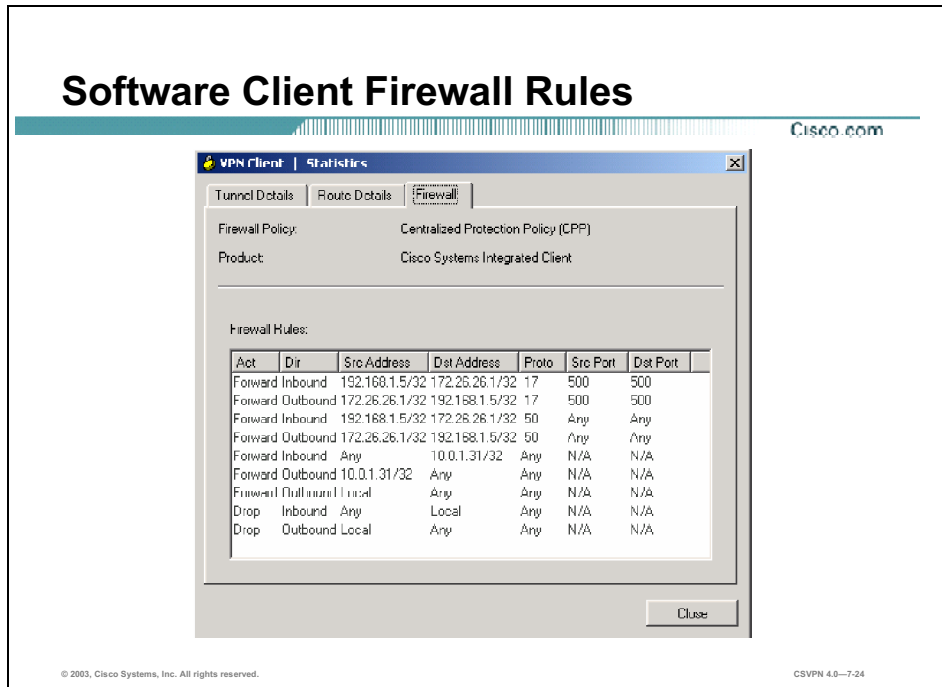 Software Client Firewall Rules
Cisco.com
VPN Client | Statistics
Tunnel Details Route Details Firewall
Firewall Policy: Centralized Protection Policy (CPP)
Product: Cisco Systems Integrated Client
Firewall Rules:
Act Dir Src Address Dst Address Proto Src Port Dst Port
Forward Inbound 192.168.1.5/32 172.26.26.1/32 17 500 500
Forward Outbound 172.26.26.1/32 192.168.1.5/32 17 500 500
Forward Inbound 192.168.1.5/32 172.26.26.1/32 50 Any Any
Forward Outbound 172.26.26.1/32 192.168.1.5/32 50 Any Any
Forward Inbound Any 10.0.1.31/32 Any N/A N/A
Forward Outbound 10.0.1.31/32 Any Any N/A N/A
Forward Outbound Local Any Any N/A N/A
Drop Inbound Any Local Any N/A N/A
Drop Outbound Local Any Any N/A N/A
Close
© 2003, Cisco Systems, Inc. All rights reserved. CSVPN 4.0—7-24